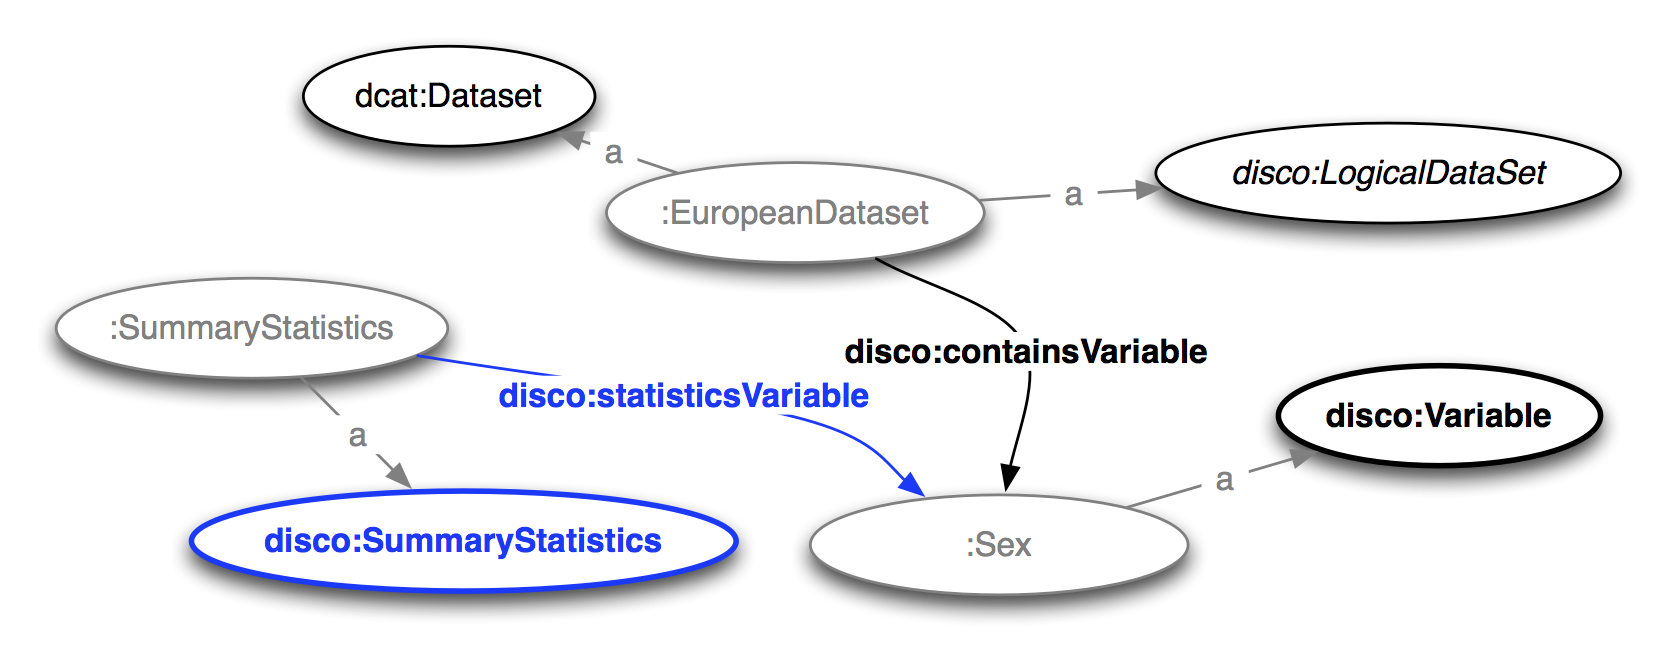 dcat:Dataset
a
disco:LogicalDataSet
a
:EuropeanDataset
:SummaryStatistics
disco:containsVariable
disco:statisticsVariable
disco:Variable
a
a
disco:SummaryStatistics
:Sex